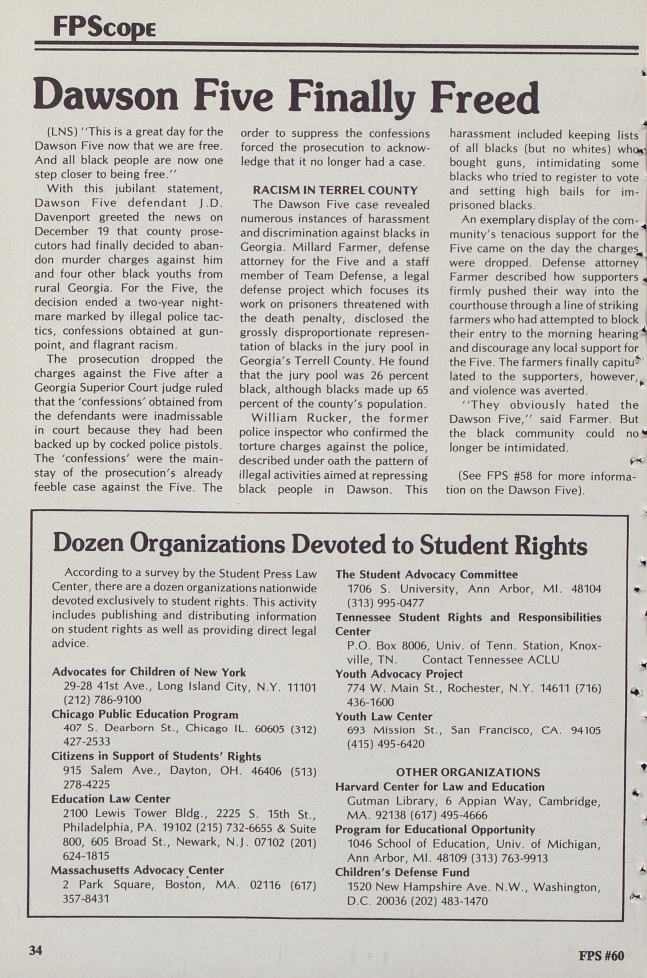 FPScope
Dawson Five Finally Freed
(LNS) ‘‘This is a great day for the
Dawson Five now that we are free.
And all black people are now one
step closer to being free.’’
With this jubilant statement,
Dawson Five defendant J.D.
Davenport greeted the news on
December 19 that county prose-
cutors had finally decided to aban-
don murder charges against him
and four other black youths from
rural Georgia. For the Five, the
decision ended a two-year night-
mare marked by illegal police tac-
tics, confessions obtained at gun-
point, and flagrant racism.
The prosecution dropped the
charges against the Five after a
Georgia Superior Court judge ruled
that the ‘confessions’ obtained from
the defendants were inadmissable
in court because they had been
backed up by cocked police pistols.
The ‘confessions’ were the main-
stay of the prosecution's already
feeble case against the Five. The
order to suppress the confessions
forced the prosecution to acknow-
ledge that it no longer had a case.
RACISM IN TERREL COUNTY
The Dawson Five case revealed
numerous instances of harassment
and discrimination against blacks in
Georgia. Millard Farmer, defense
attorney for the Five and a staff
member of Team Defense, a legal
defense project which focuses its
work on prisoners threatened with
the death penalty, disclosed the
grossly disproportionate represen-
tation of blacks in the jury pool in
Georgia's Terrell County. He found
that the jury pool was 26 percent
black, although blacks made up 65
percent of the county's population.
William Rucker, the former
police inspector who confirmed the
torture charges against the police,
described under oath the pattern of
illegal activities aimed at repressing
black people in Dawson. This
harassment included keeping lists
of all blacks (but no whites) who
bought guns, intimidating some
blacks who tried to register to vote
and setting high bails for im-
prisoned blacks.
An exemplary display of the com-
munity's tenacious support for the
Five came on the day the charges
were dropped. Defense attorney
Farmer described how supporters
firmly pushed their way into the
courthouse through a line of striking
farmers who had attempted to block
their entry to the morning hearing
and discourage any local support for
the Five. The farmers finally capitu-
lated to the supporters, however,
and violence was averted.
‘‘They obviously hated the
Dawson Five,’’ said Farmer. But
the black community could no
longer be intimidated.
(See FPS #58 for more informa-
tion on the Dawson Five).
Dozen Organizations Devoted to Student Rights
According to a survey by the Student Press Law
Center, there are a dozen organizations nationwide
devoted exclusively to student rights. This activity
includes publishing and distributing information
on student rights as well as providing direct legal
advice.
Advocates for Children of New York
29-28 41st Ave., Long Island City, N.Y. 11101
(212) 786-9100
Chicago Public Education Program
407 S. Dearborn St., Chicago IL. 60605 (312)
427-2533
Citizens in Support of Students' Rights
915 Salem Ave., Dayton, OH. 46406 (513)
278-4225
Education Law Center
2100 Lewis Tower Bldg., 2225 S. 15th St.,
Philadelphia, PA. 19102 (215) 732-6655 & Suite
800, 605 Broad St., Newark, N.J. 07102 (201)
624-1815
Massachusetts Advocacy Center
2 Park Square, Boston, MA. 02116 (617)
357-8431
The Student Advocacy Committee
1706 S. University, Ann Arbor, MI. 48104
(313) 995-0477
Tennessee Student Rights and Responsibilities
Center
P.O. Box 8006, Univ. of Tenn. Station, Knox-
ville, TN. Contact Tennessee ACLU
Youth Advocacy Project
774 W. Main St., Rochester, N.Y. 14611 (716)
436-1600
Youth Law Center
693 Mission St., San Francisco, CA. 94105
(415) 495-6420
OTHER ORGANIZATIONS
Harvard Center for Law and Education
Gutman Library, 6 Appian Way, Cambridge,
MA. 92138 (617) 495-4666
Program for Educational Opportunity
1046 School of Education, Univ. of Michigan,
Ann Arbor, MI. 48109 (313) 763-9913
Children's Defense Fund
1520 New Hampshire Ave. N.W., Washington,
D.C. 20036 (202) 483-1470
34
FPS #60